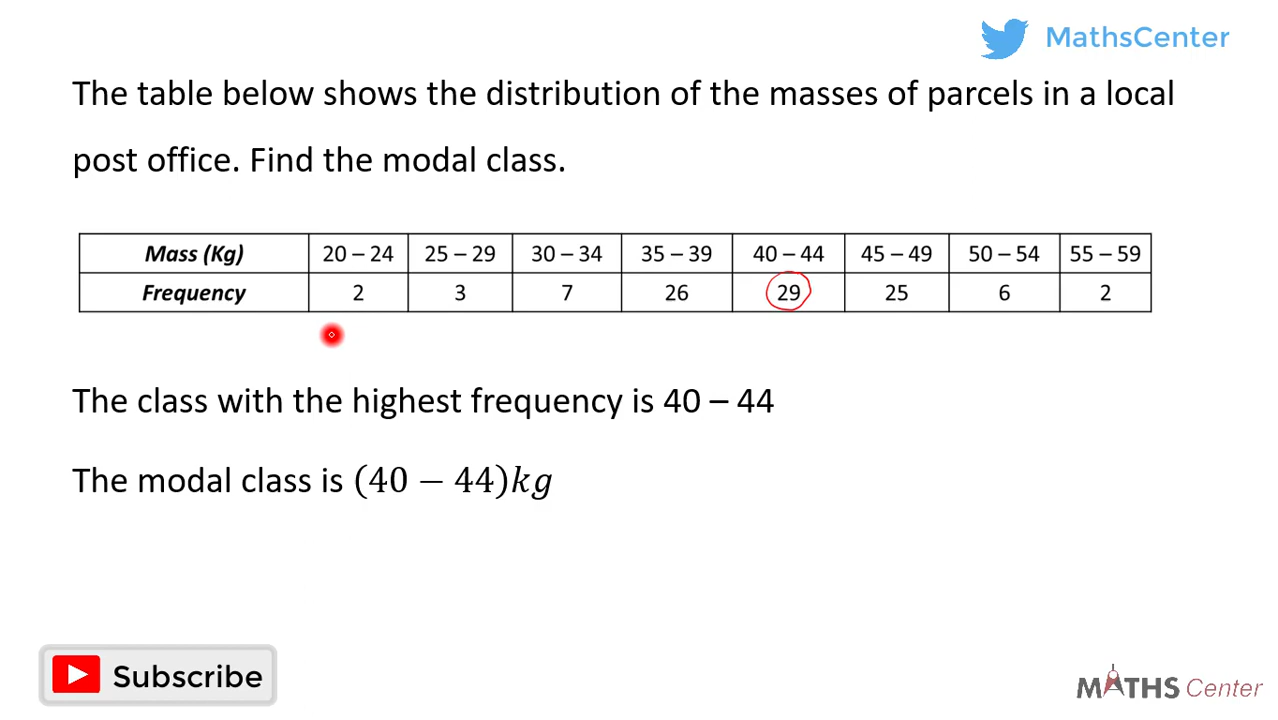 MathsCenter
The table below shows the distribution of the masses of parcels in a local
post office. Find the modal class.
Mass (Kg) 20 – 24 25 – 29 30 – 34 35 – 39 40 – 44 45 – 49 50 – 54 55 – 59
Frequency 2 3 7 26 29 25 6 2
The class with the highest frequency is 40 – 44
The modal class is (40 − 44)kg
Subscribe
MATHS Center